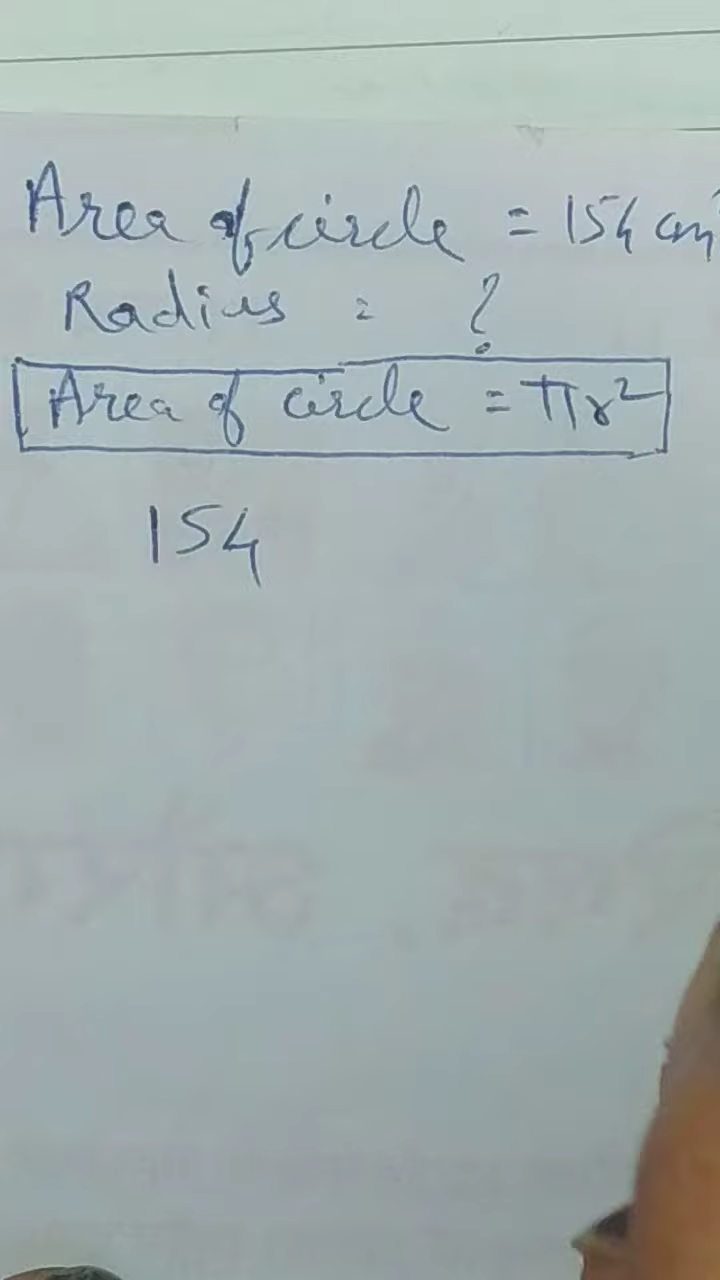 Area of circle = 154 cm
Radius = ?
Area of circle = πr²
154